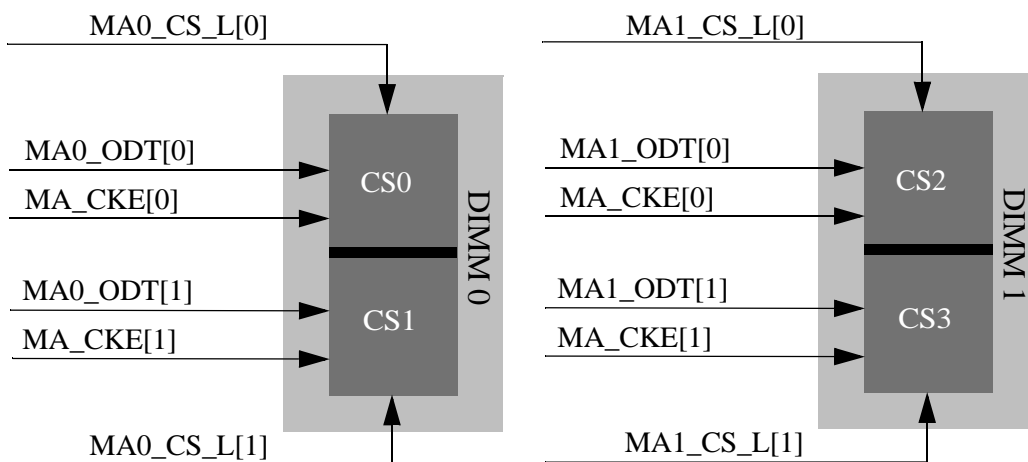 MA0_CS_L[0]
MA0_ODT[0]
MA_CKE[0]
CS0
DIMM 0
MA0_ODT[1]
MA_CKE[1]
CS1
MA0_CS_L[1]
MA1_CS_L[0]
MA1_ODT[0]
MA_CKE[0]
CS2
DIMM 1
MA1_ODT[1]
MA_CKE[1]
CS3
MA1_CS_L[1]